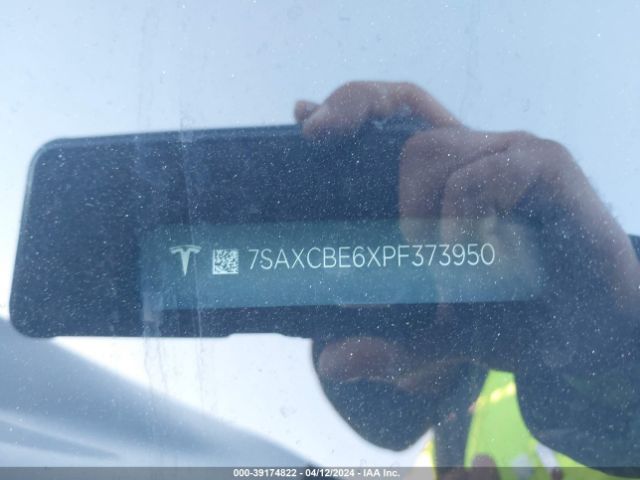 7SAXCBE6XPF373950
000-39174822 - 04/12/2024 - IAA Inc.